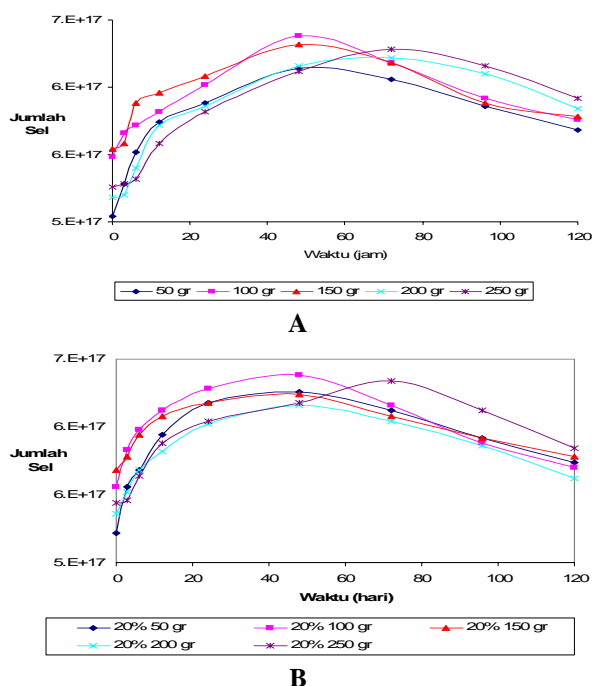 7.E+17
6.E+17
Jumlah
Sel
6.E+17
5.E+17
0 20 40 60 80 100 120
Waktu (jam)
50 gr 100 gr 150 gr 200 gr 250 gr
A
7.E+17
6.E+17
Jumlah
Sel
6.E+17
5.E+17
0 20 40 60 80 100 120
Waktu (hari)
20% 50 gr 20% 100 gr 20% 150 gr
20% 200 gr 20% 250 gr
B